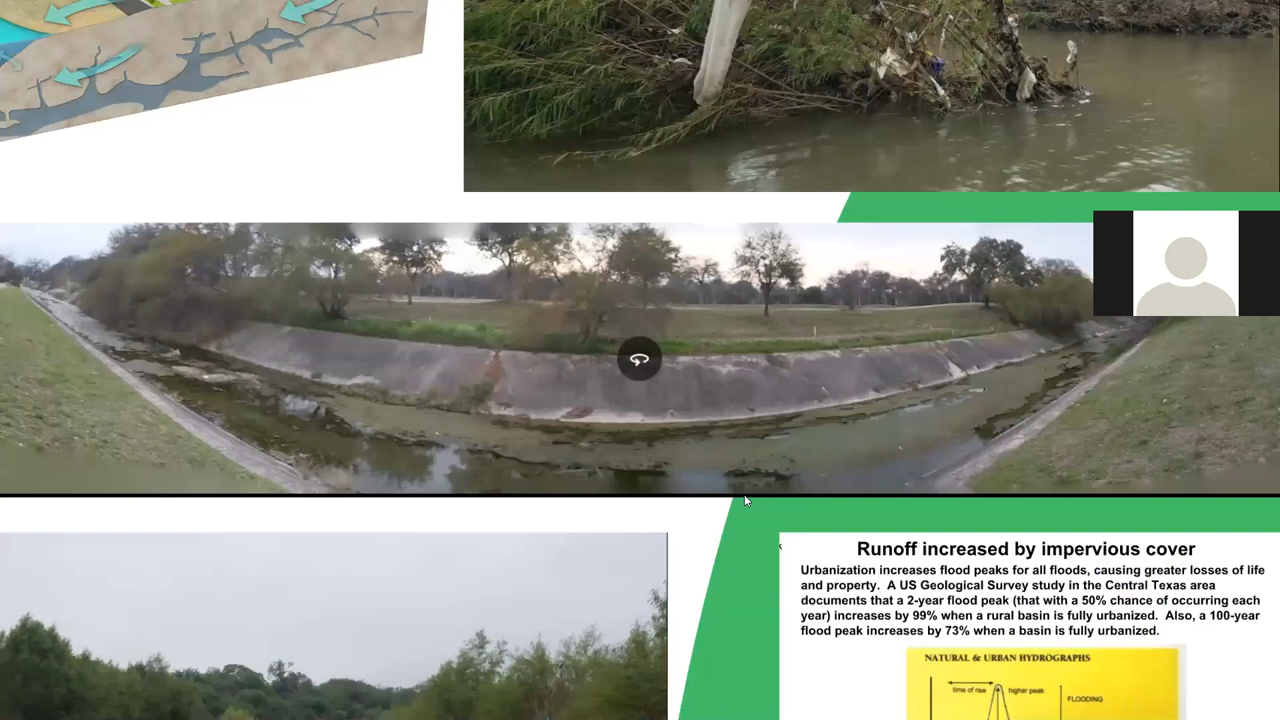 Runoff increased by impervious cover
Urbanization increases flood peaks for all floods, causing greater losses of life
and property. A US Geological Survey study in the Central Texas area
documents that a 2-year flood peak (that with a 50% chance of occurring each
year) increases by 99% when a rural basin is fully urbanized. Also, a 100-year
flood peak increases by 73% when a basin is fully urbanized.
NATURAL & URBAN HYDROGRAPHS
time of rise higher peak
FLOODING